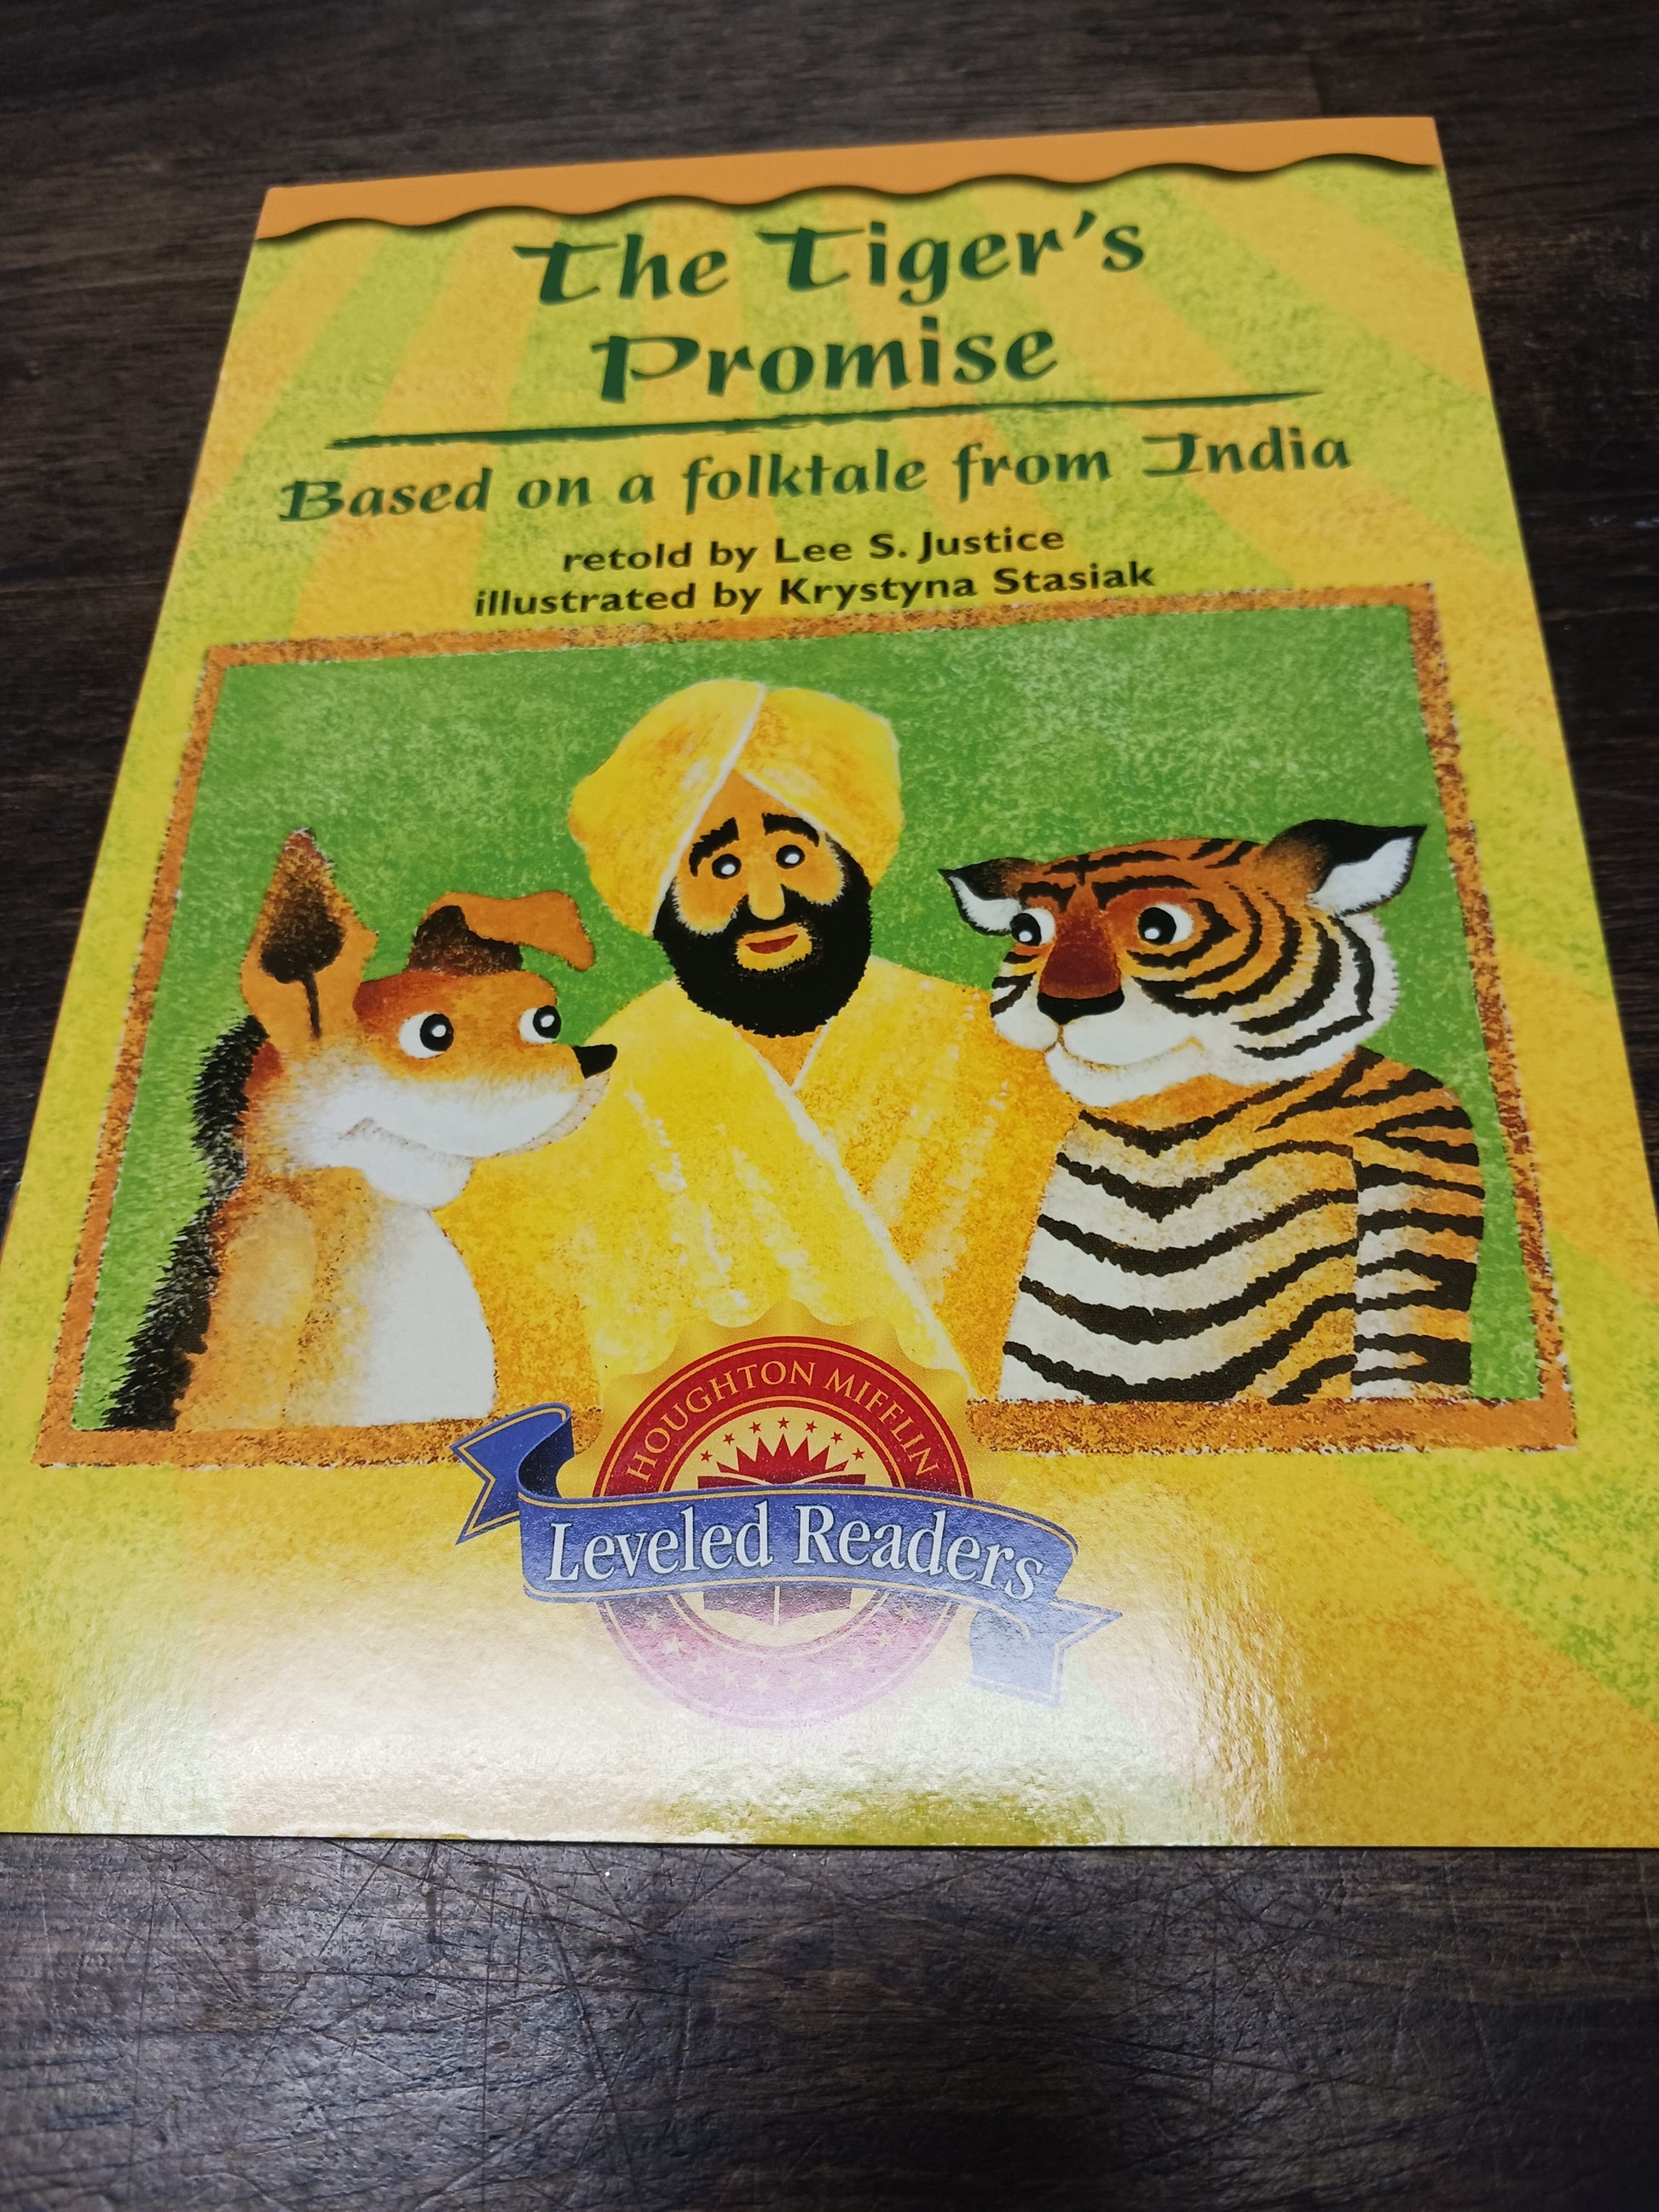 The Tiger's
Promise
Based on a folktale from India
retold by Lee S. Justice
illustrated by Krystyna Stasiak
HOUGHTON MIFFLIN
Leveled Readers